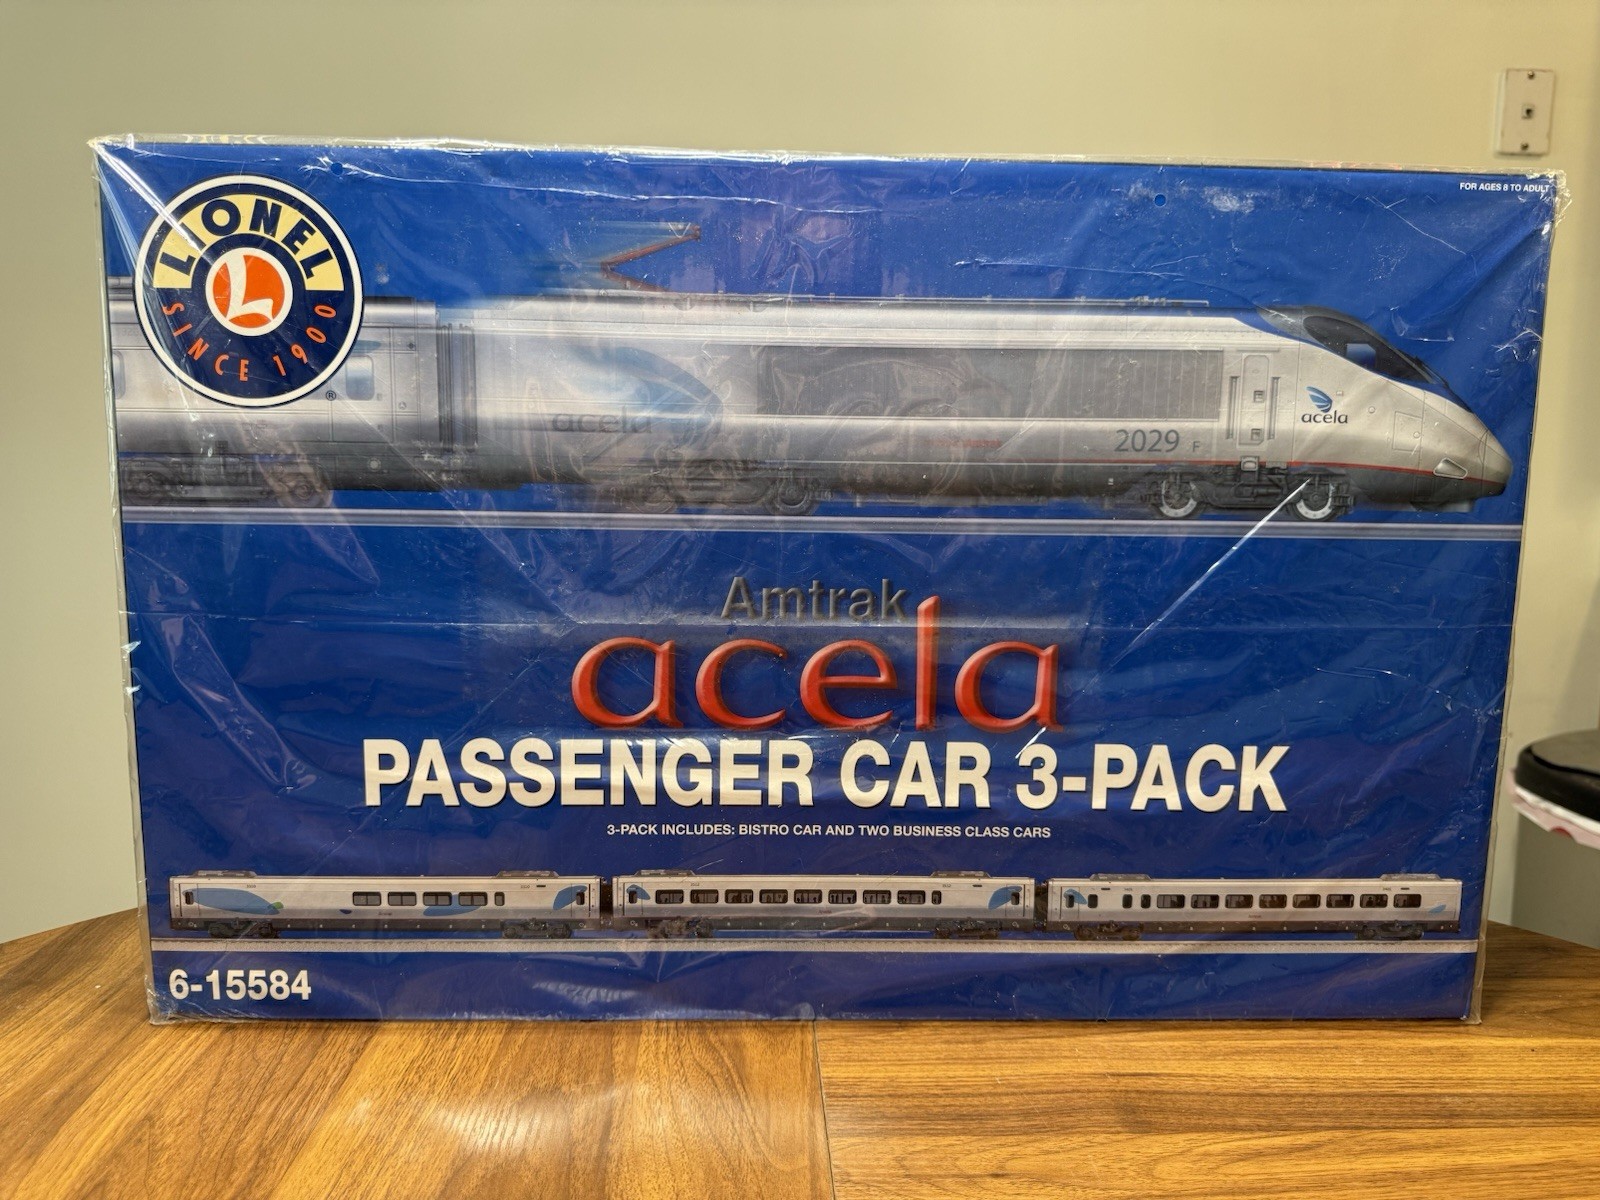 FOR AGES 8 TO ADULT
LIONEL
L
SINCE 1900
®
acela
acela
2029 F
Amtrak
acela
PASSENGER CAR 3-PACK
3-PACK INCLUDES: BISTRO CAR AND TWO BUSINESS CLASS CARS
6-15584